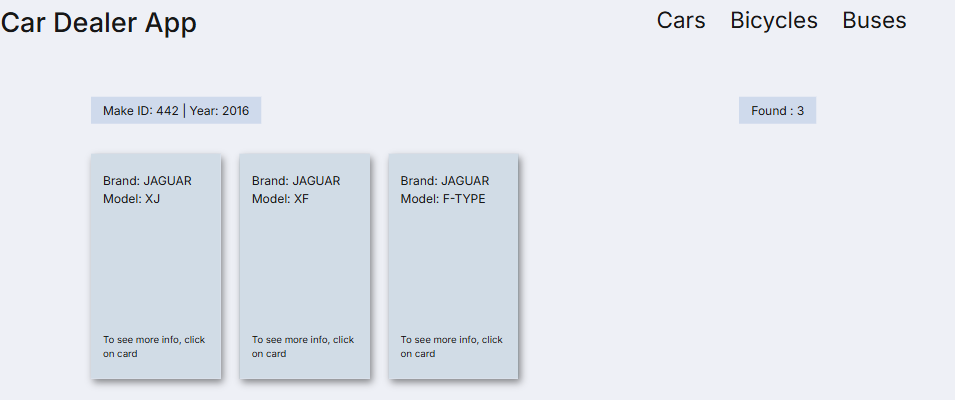 Car Dealer App
Cars Bicycles Buses
Make ID: 442 | Year: 2016
Found : 3
Brand: JAGUAR
Model: XJ
To see more info, click
on card
Brand: JAGUAR
Model: XF
To see more info, click
on card
Brand: JAGUAR
Model: F-TYPE
To see more info, click
on card